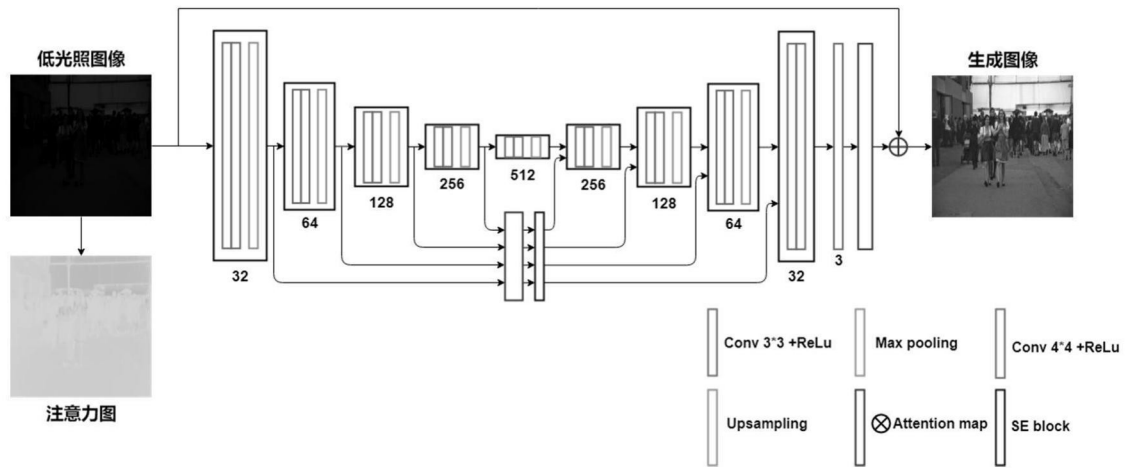 低光照图像
生成图像
32
64
128
256
512
256
128
64
32
3
注意力图
Conv 3*3 +ReLu
Max pooling
Conv 4*4 +ReLu
Upsampling
⊗Attention map
SE block